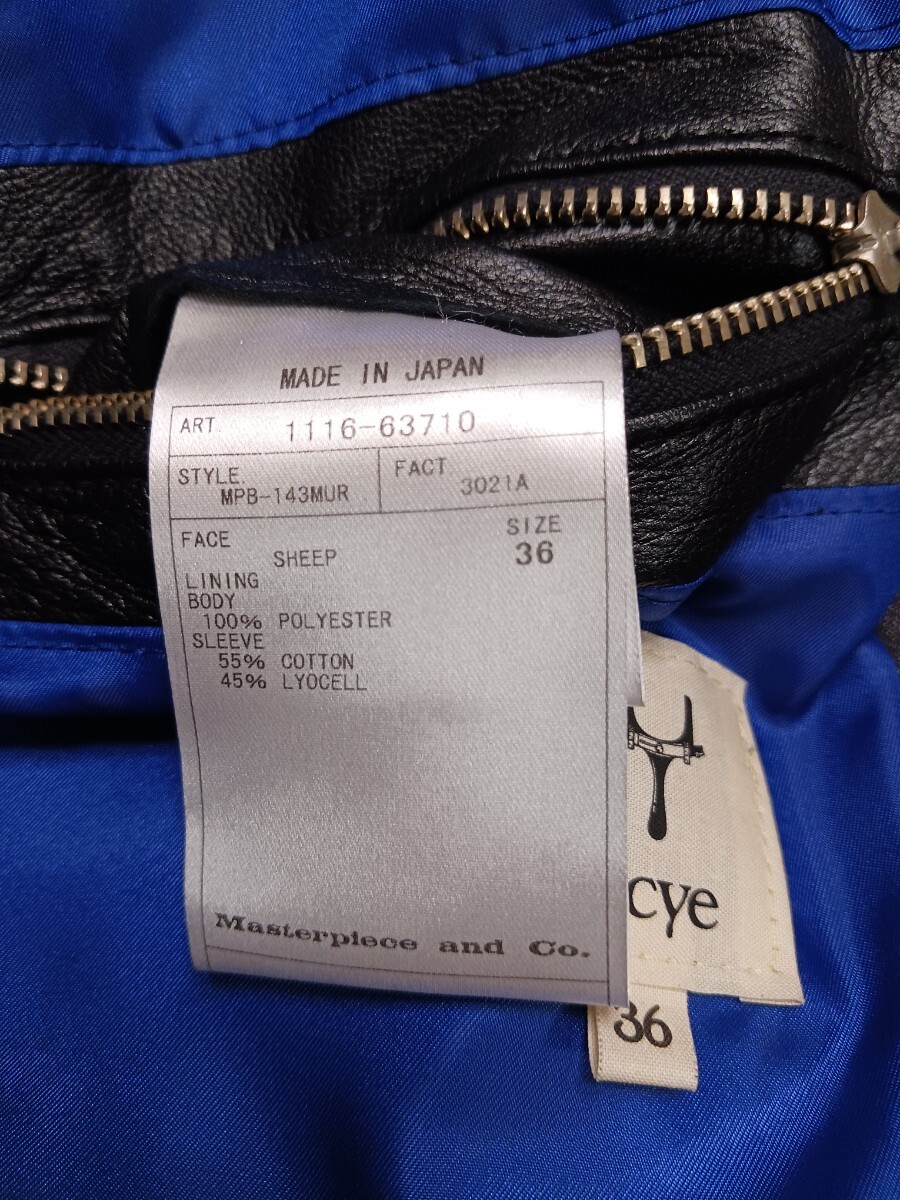 MADE IN JAPAN
ART. 1116-63710
STYLE. MPB-143MUR FACT. 3021A
FACE SIZE
SHEEP 36
LINING
BODY
100% POLYESTER
SLEEVE
55% COTTON
45% LYOCELL
Masterpiece and Co.
cye
36